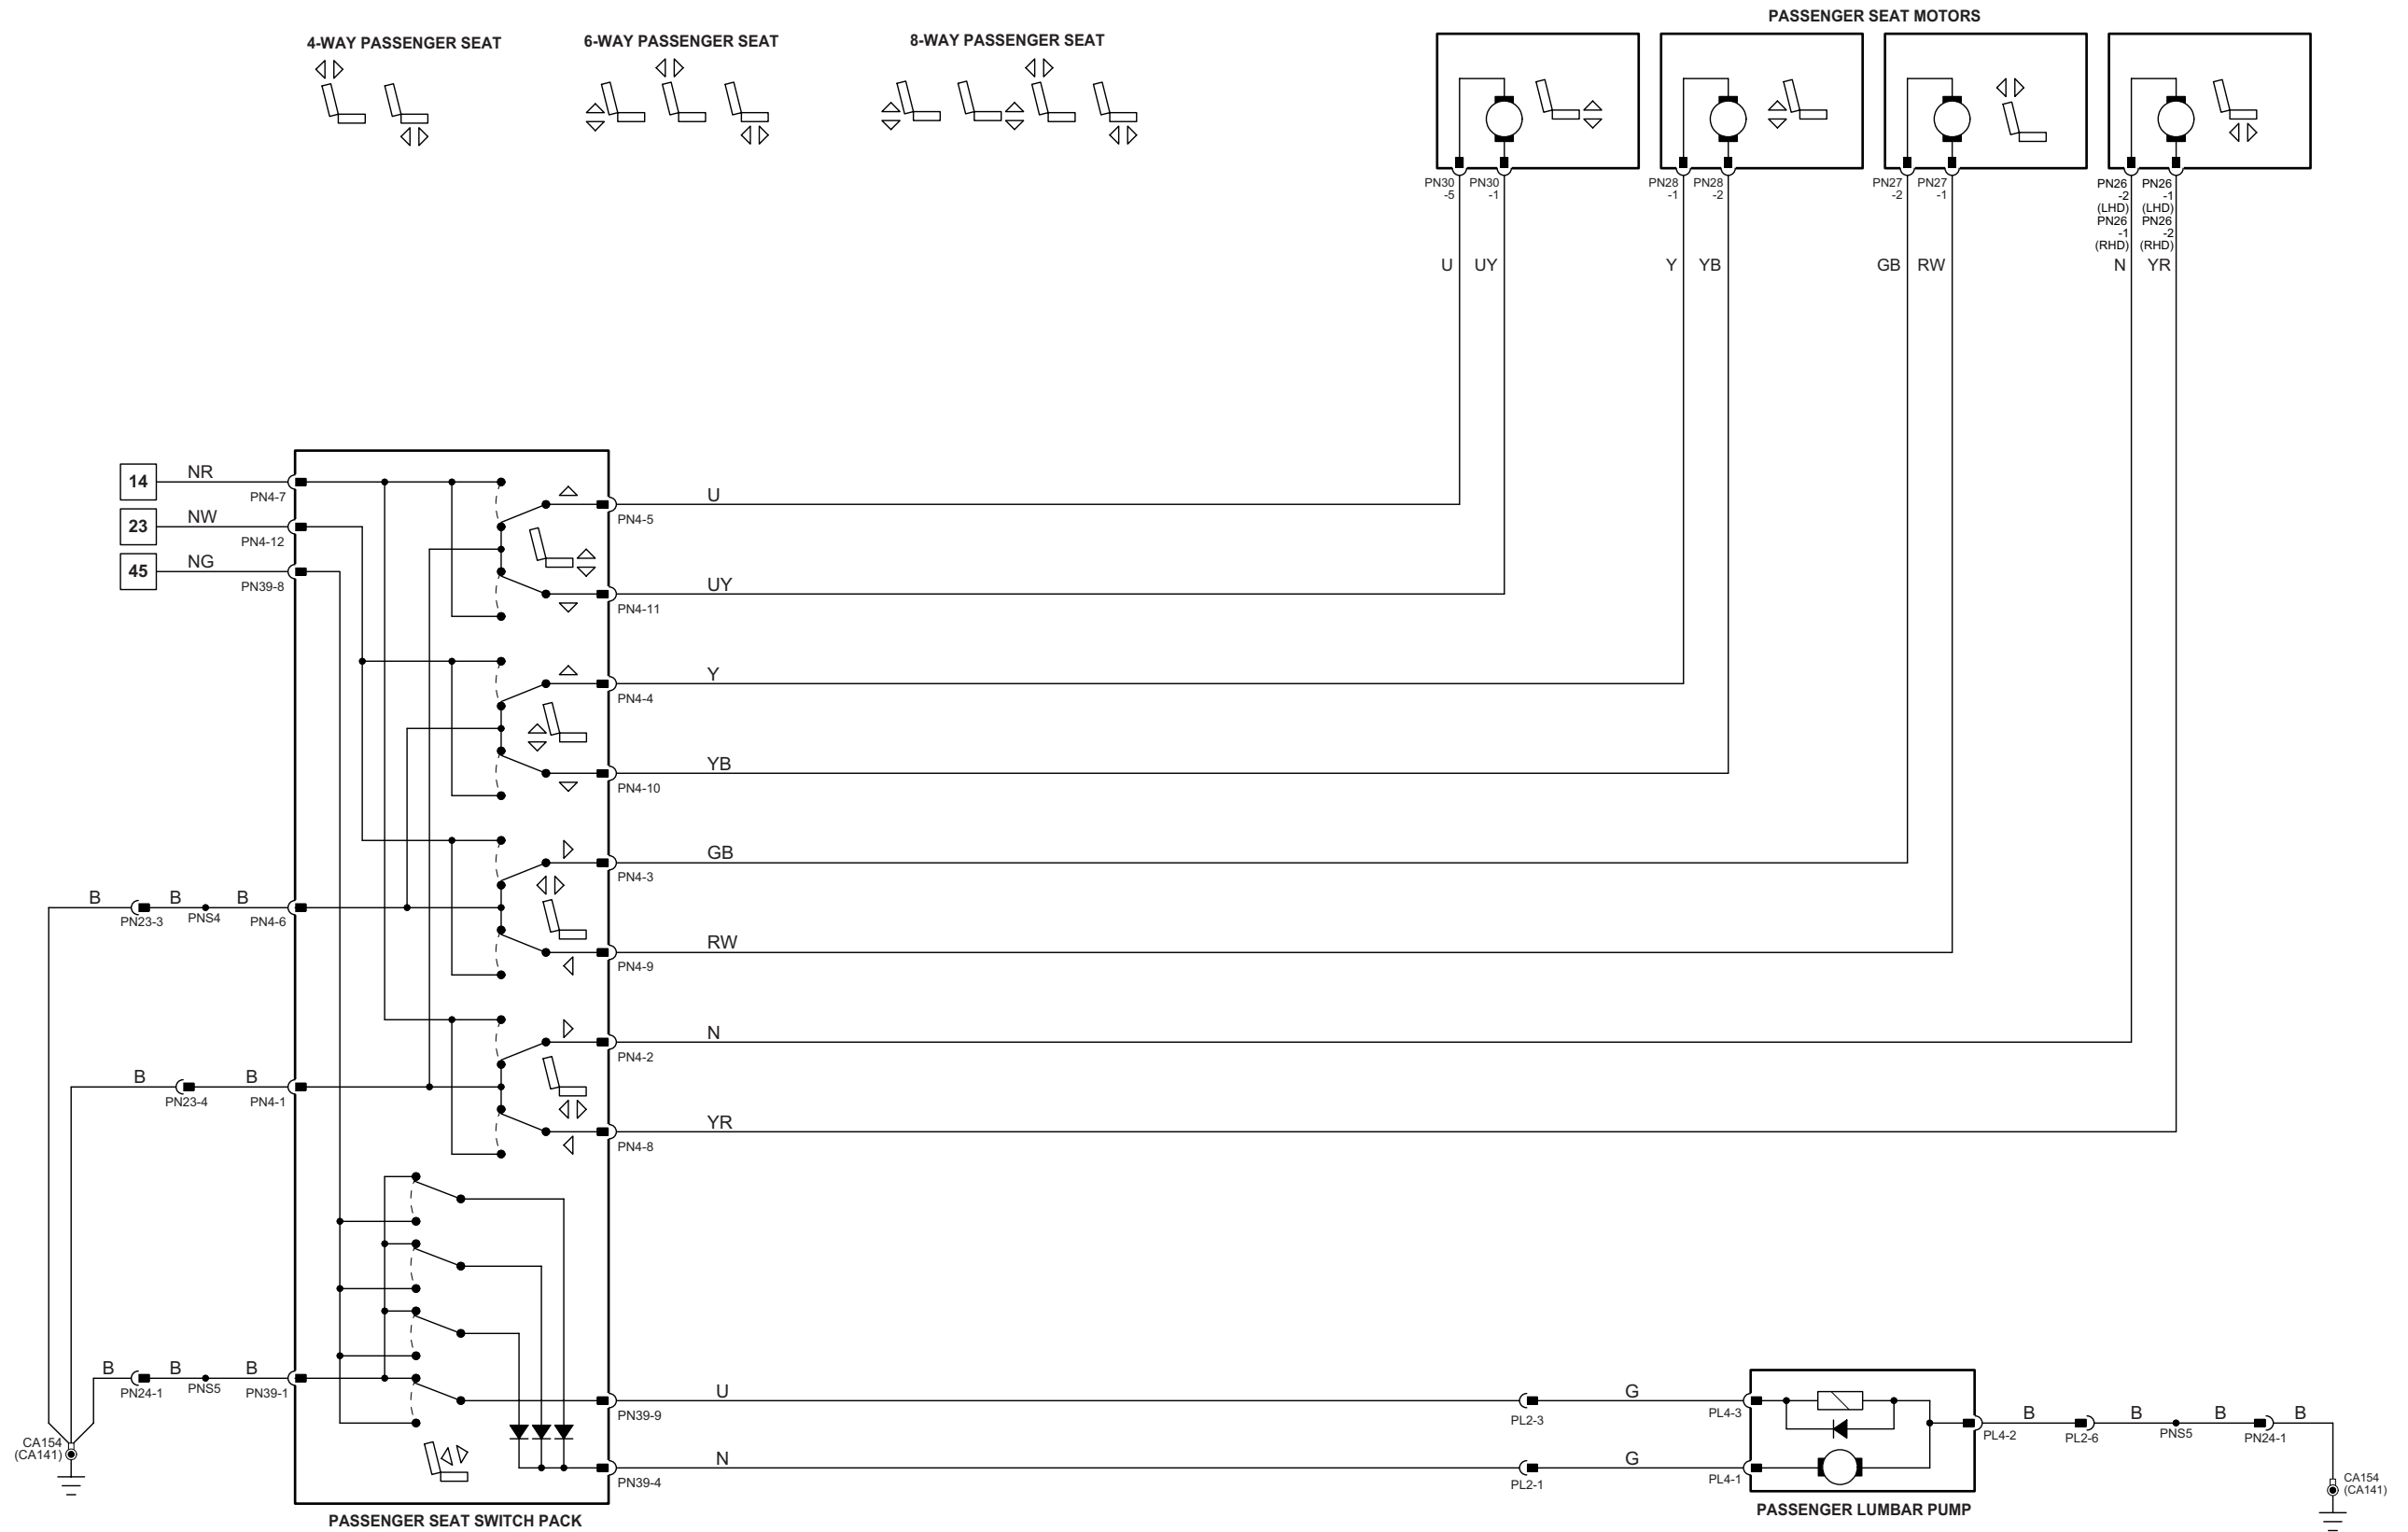 PASSENGER SEAT MOTORS
4-WAY PASSENGER SEAT
6-WAY PASSENGER SEAT
8-WAY PASSENGER SEAT
PN30
-5
PN30
-1
PN28
-1
PN28
-2
PN27
-2
PN27
-1
PN26
-2
(LHD)
PN26
-1
(RHD)
PN26
-1
(LHD)
PN26
-2
(RHD)
U
UY
Y
YB
GB
RW
N
YR
14
NR
PN4-7
23
NW
PN4-12
45
NG
PN39-8
U
PN4-5
UY
PN4-11
Y
PN4-4
YB
PN4-10
GB
PN4-3
B
PN23-3
B
PNS4
B
PN4-6
RW
PN4-9
N
PN4-2
B
PN23-4
B
PN4-1
YR
PN4-8
B
PN24-1
B
PNS5
B
PN39-1
U
PN39-9
PL2-3
G
PL4-3
N
PN39-4
PL2-1
G
PL4-1
PL4-2
B
PL2-6
B
PNS5
B
PN24-1
B
CA154
(CA141)
CA154
(CA141)
PASSENGER SEAT SWITCH PACK
PASSENGER LUMBAR PUMP